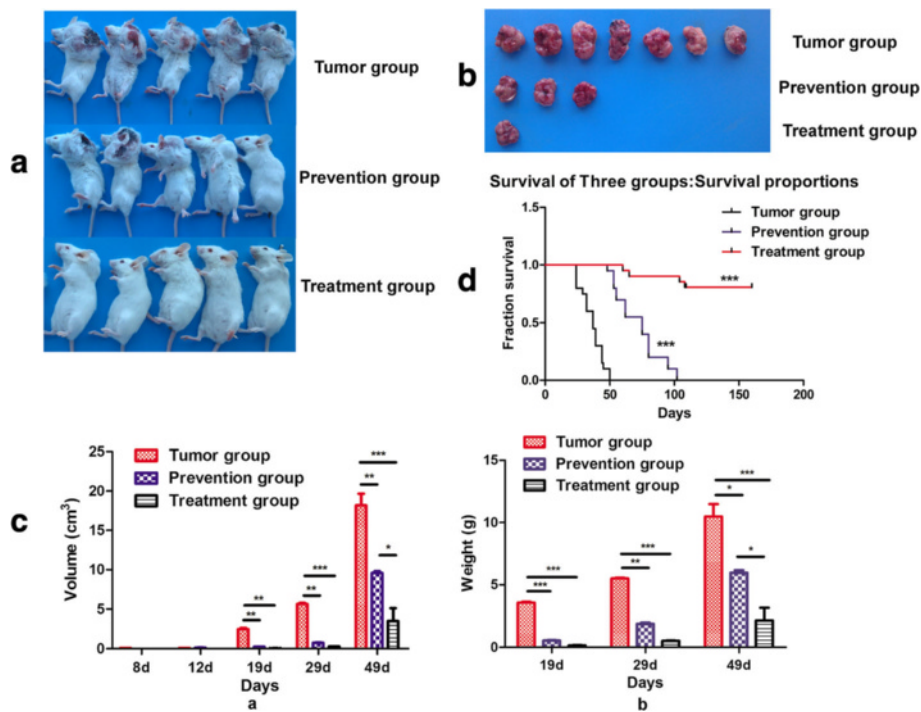 a
Tumor group
Prevention group
Treatment group
b
Tumor group
Prevention group
Treatment group
d
Survival of Three groups:Survival proportions
Tumor group
Prevention group
Treatment group
Fraction survival
1.5
1.0
0.5
0.0
***
***
0 50 100 150 200
Days
c
Tumor group
Prevention group
Treatment group
Volume (cm³)
25
20
15
10
5
0
**
**
***
**
***
**
*
8d 12d 19d 29d 49d
Days
a
Tumor group
Prevention group
Treatment group
Weight (g)
15
10
5
0
***
***
***
**
***
*
*
19d 29d 49d
Days
b